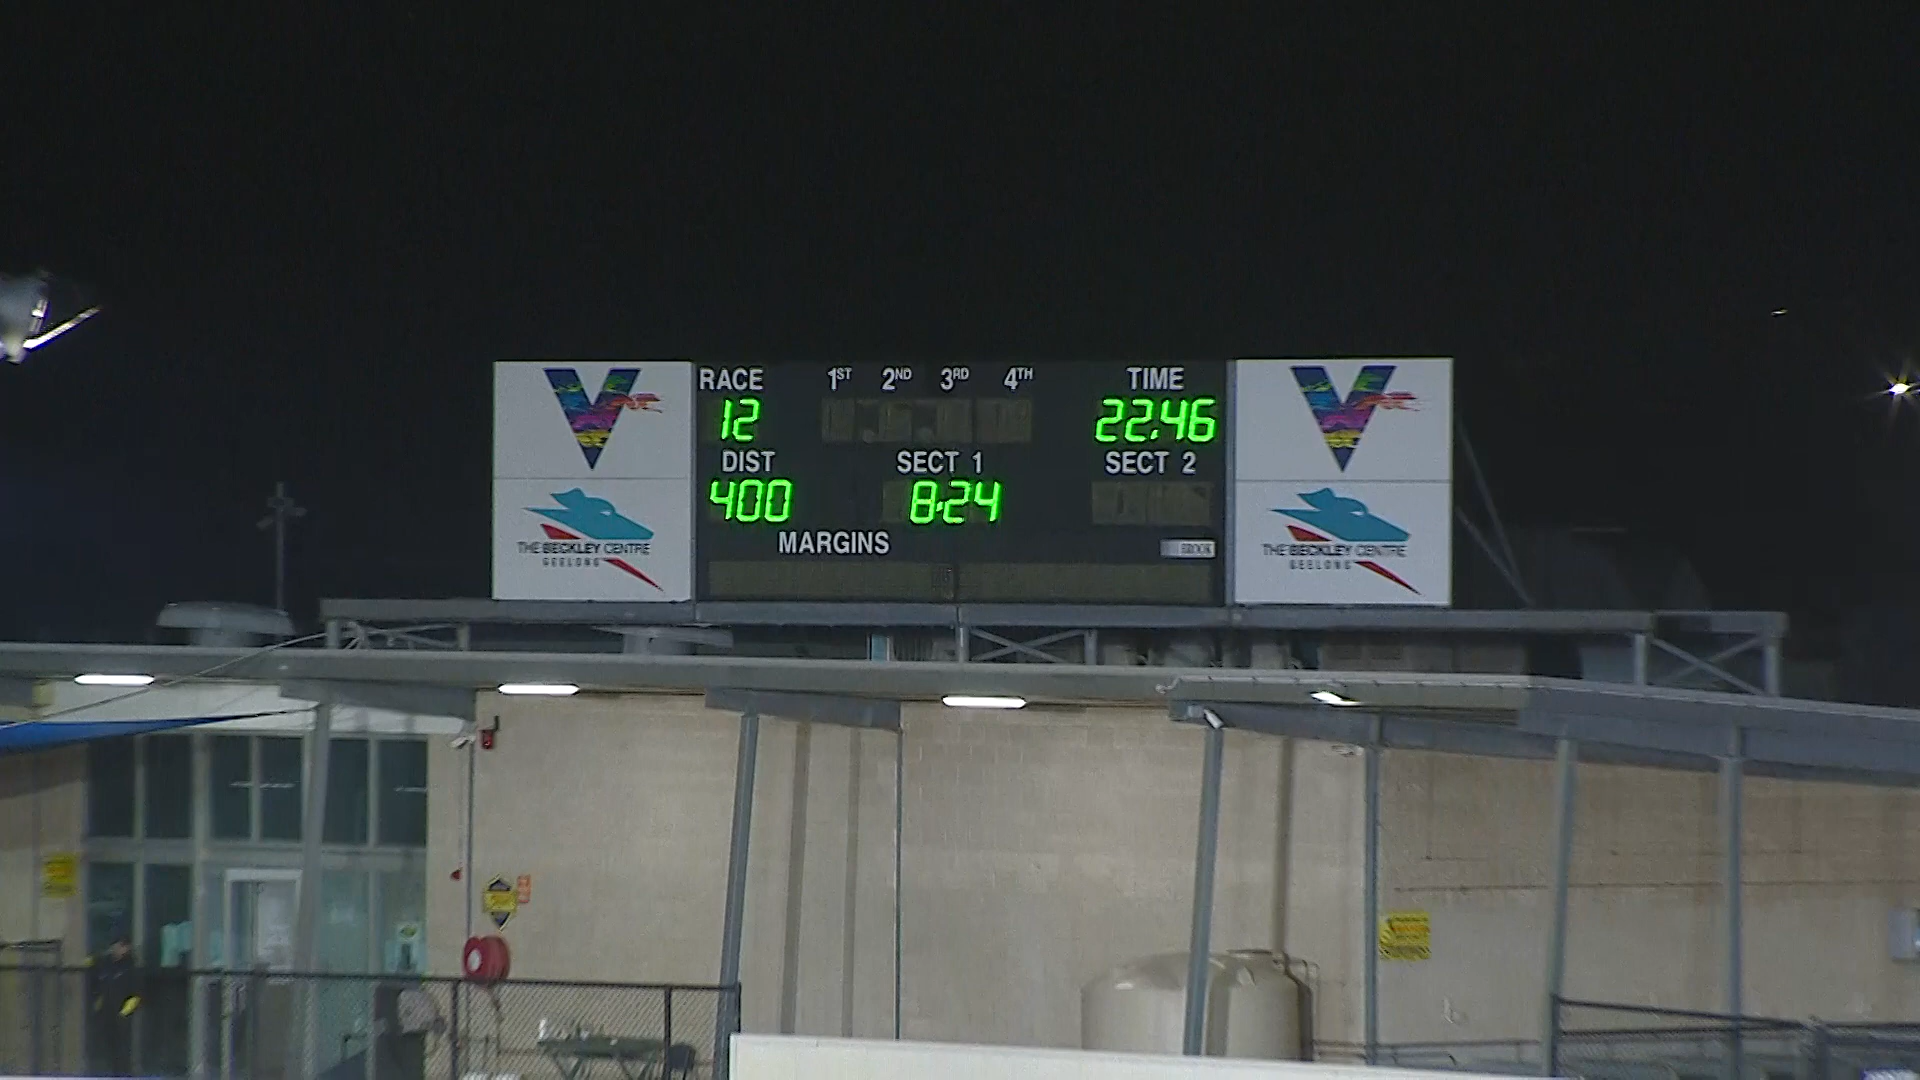 RACE 1ST 2ND 3RD 4TH TIME
12 22.46
DIST SECT 1 SECT 2
400 8.24
MARGINS
BROOK
V
THE BECKLEY CENTRE
GEELONG
V
THE BECKLEY CENTRE
GEELONG